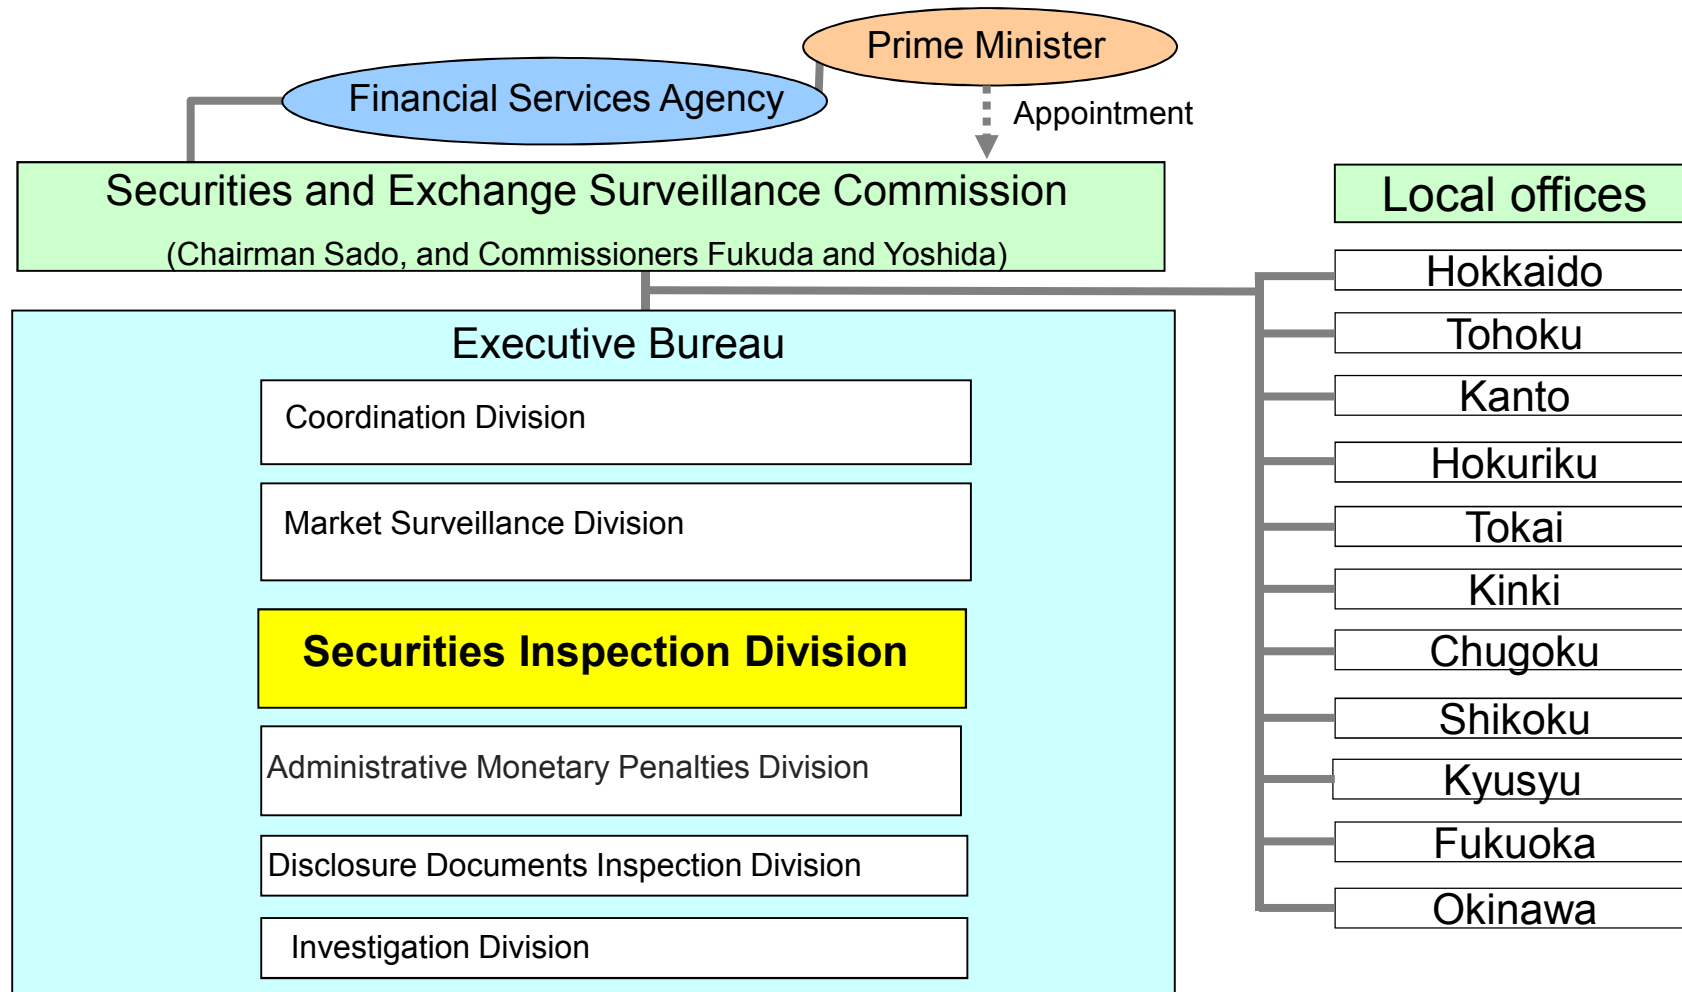 Prime Minister
Financial Services Agency
Appointment
Securities and Exchange Surveillance Commission
(Chairman Sado, and Commissioners Fukuda and Yoshida)
Executive Bureau
Coordination Division
Market Surveillance Division
Securities Inspection Division
Administrative Monetary Penalties Division
Disclosure Documents Inspection Division
Investigation Division
Local offices
Hokkaido
Tohoku
Kanto
Hokuriku
Tokai
Kinki
Chugoku
Shikoku
Kyusyu
Fukuoka
Okinawa